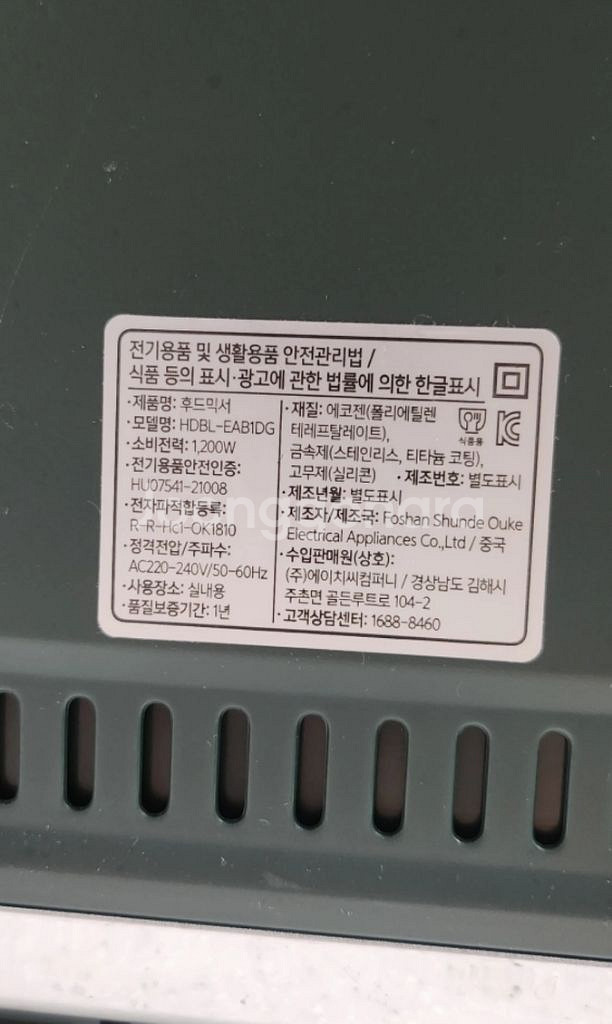 전기용품 및 생활용품 안전관리법 /
식품 등의 표시·광고에 관한 법률에 의한 한글표시
·제품명: 후드믹서
·모델명: HDBL-EAB1DG
·소비전력: 1,200W
·전기용품안전인증:
HU07541-21008
·전자파적합등록:
R-R-Hc1-OK1810
·정격전압/주파수:
AC220-240V/50-60Hz
·사용장소: 실내용
·품질보증기간: 1년
·재질: 에코젠(폴리에틸렌
테레프탈레이트),
금속제(스테인리스, 티타늄 코팅),
고무제(실리콘) ·제조번호: 별도표시
·제조년월: 별도표시
·제조자/제조국: Foshan Shunde Ouke
Electrical Appliances Co.,Ltd / 중국
·수입판매원(상호):
(주)에이치씨컴퍼니 / 경상남도 김해시
주촌면 골든루트로 104-2
·고객상담센터: 1688-8460
식품용